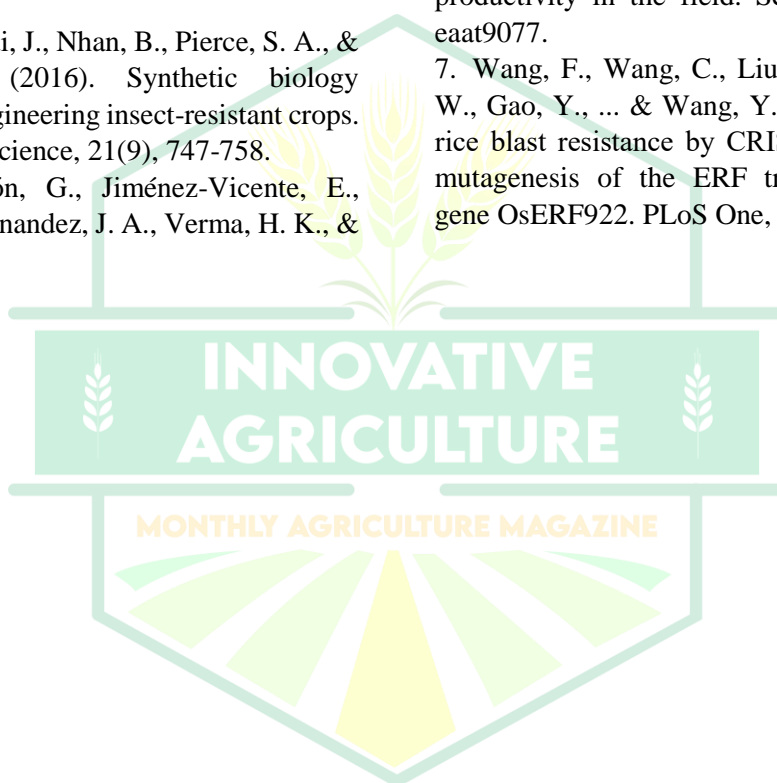 i, J., Nhan, B., Pierce, S. A., &
(2016). Synthetic biology
gineering insect-resistant crops.
cience, 21(9), 747-758.
ón, G., Jiménez-Vicente, E.,
nandez, J. A., Verma, H. K., &
productivity in the field.
eaat9077.
7. Wang, F., Wang, C., Liu
W., Gao, Y., ... & Wang, Y.
rice blast resistance by CRIS
mutagenesis of the ERF tr
gene OsERF922. PLoS One,
INNOVATIVE
AGRICULTURE
MONTHLY AGRICULTURE MAGAZINE